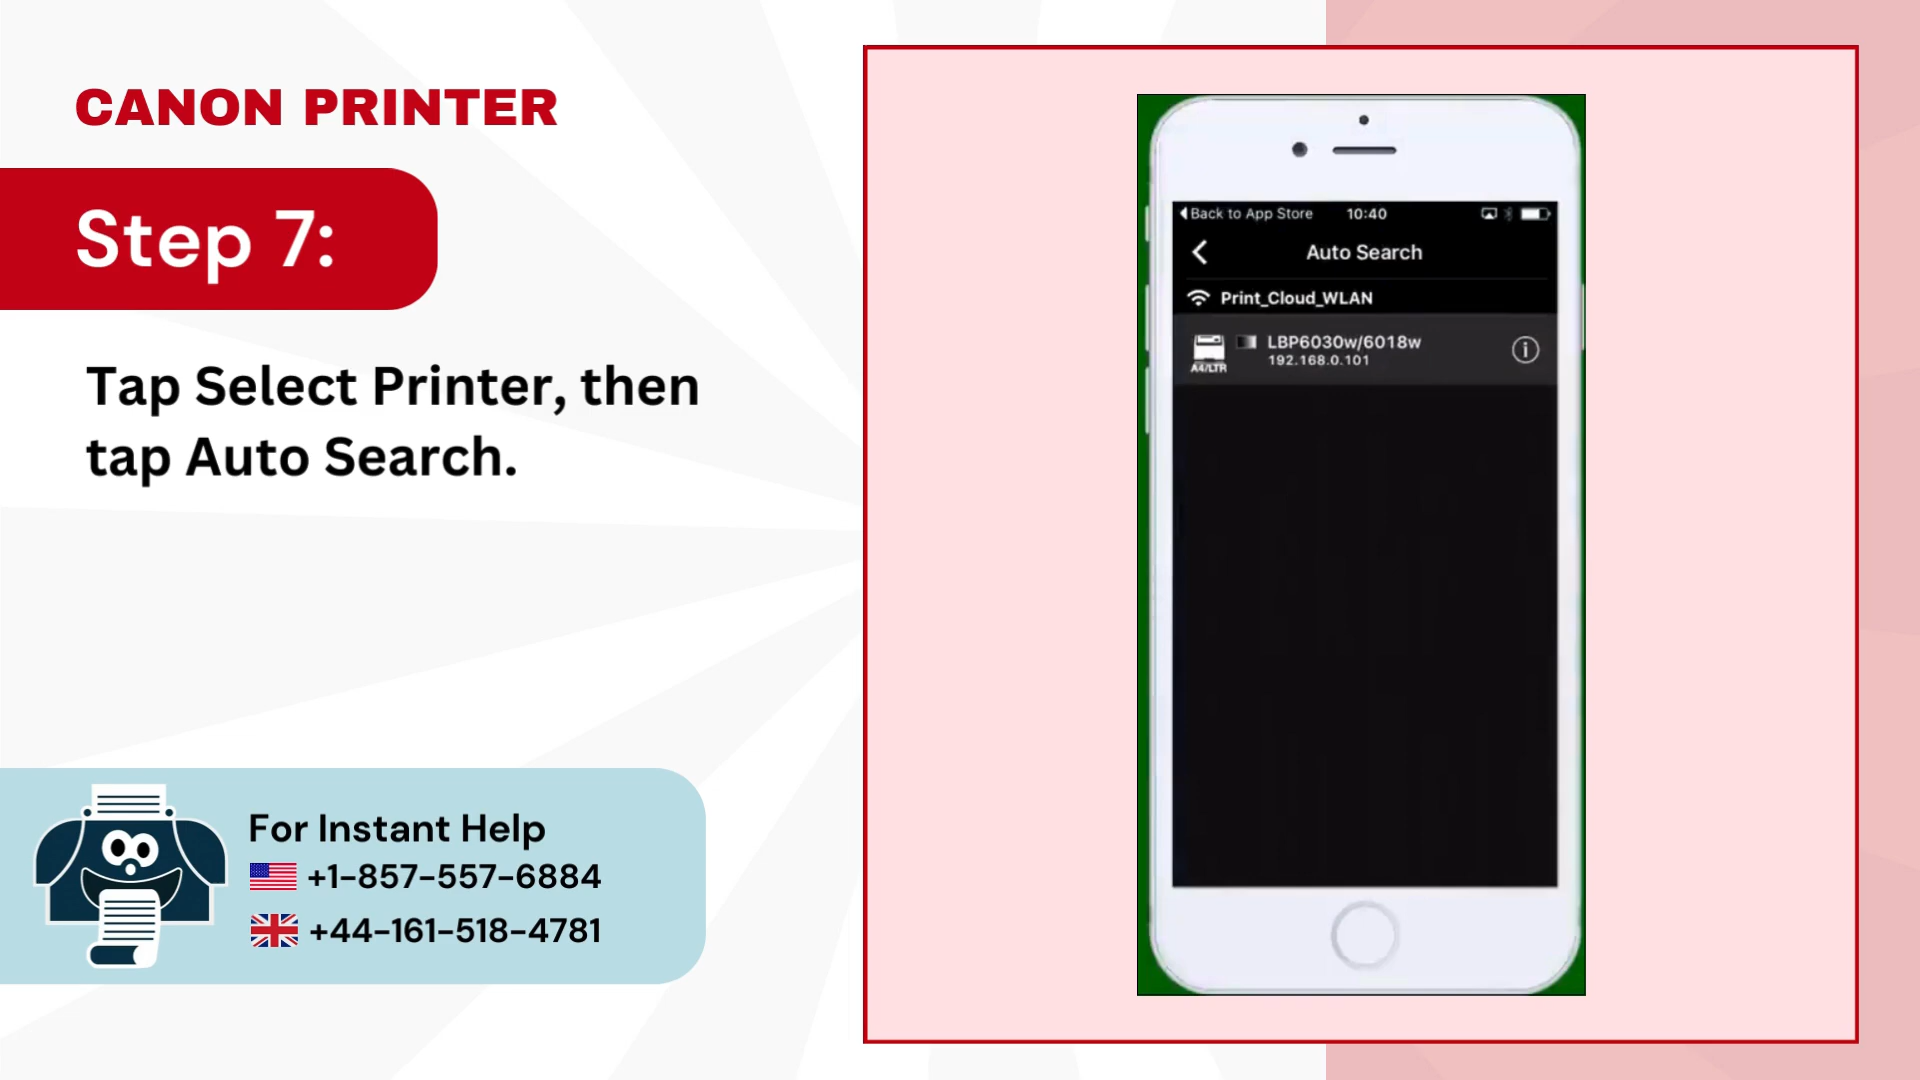 CANON PRINTER
Step 7:
Tap Select Printer, then
tap Auto Search.
For Instant Help
+1-857-557-6884
+44-161-518-4781
Back to App Store 10:40
Auto Search
Print_Cloud_WLAN
LBP6030w/6018w
192.168.0.101
A4/LTR